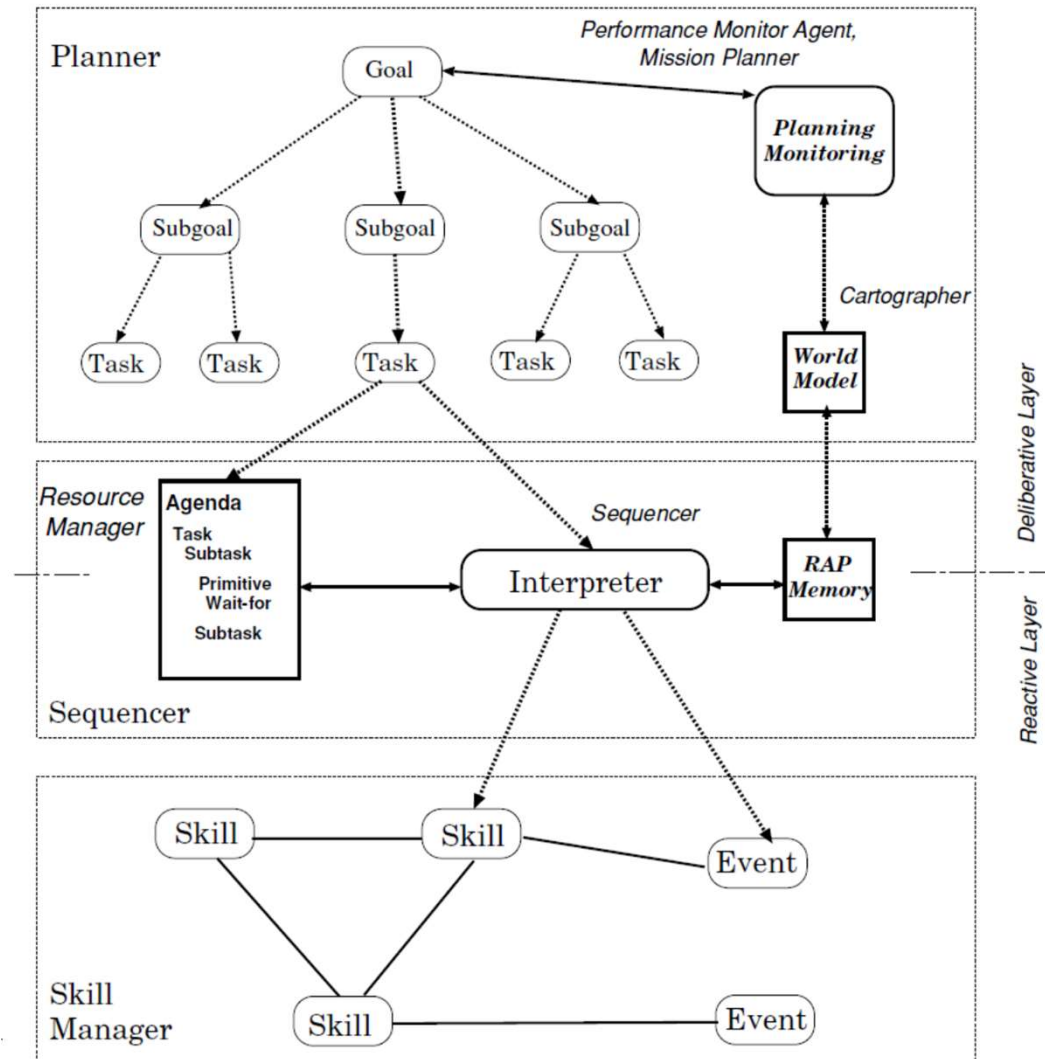 Planner
Performance Monitor Agent,
Mission Planner
Goal
Planning
Monitoring
Subgoal
Subgoal
Subgoal
Cartographer
Task
Task
Task
Task
Task
World
Model
Deliberative Layer
Resource
Manager
Agenda
Task
Subtask
Primitive
Wait-for
Subtask
Sequencer
Interpreter
RAP
Memory
Sequencer
Reactive Layer
Skill
Skill
Event
Skill
Manager
Skill
Event